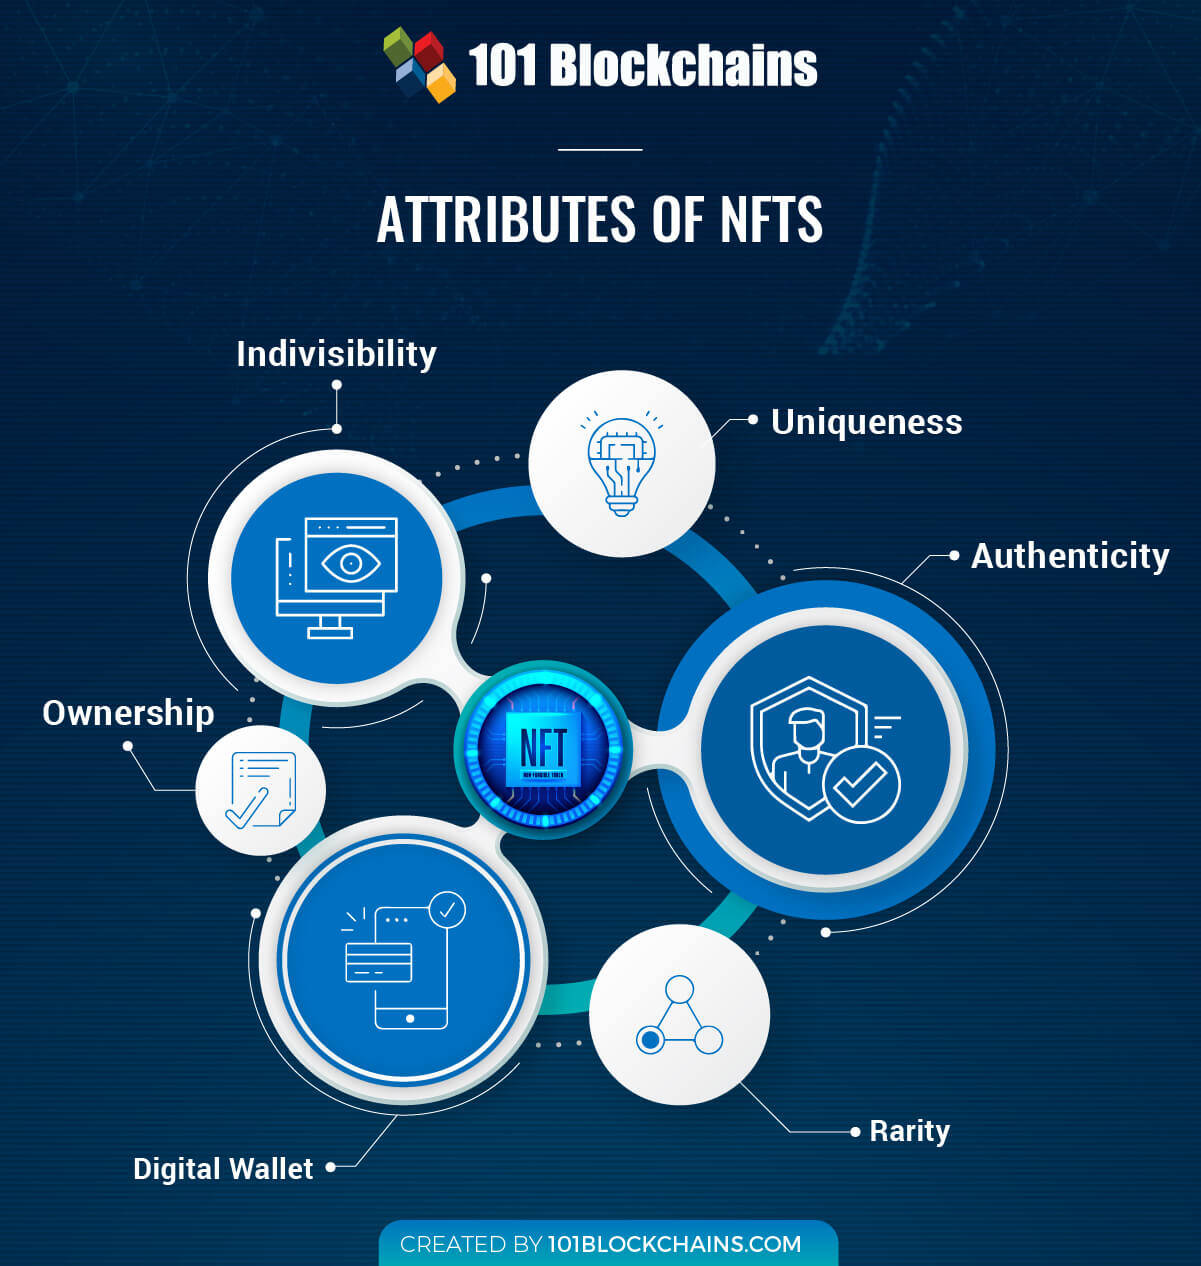 101 Blockchains
ATTRIBUTES OF NFTS
Indivisibility
Uniqueness
Authenticity
Ownership
NFT
NON FUNGIBLE TOKEN
Rarity
Digital Wallet
CREATED BY 101BLOCKCHAINS.COM